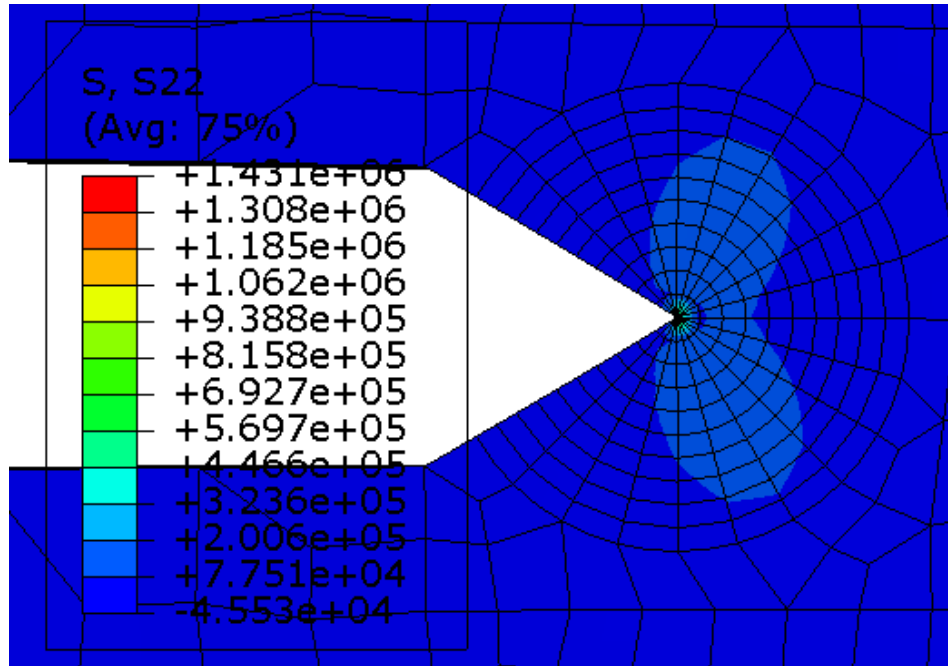 S, S22
(Avg: 75%)
+1.431e+06
+1.308e+06
+1.185e+06
+1.062e+06
+9.388e+05
+8.158e+05
+6.927e+05
+5.697e+05
+4.466e+05
+3.236e+05
+2.006e+05
+7.751e+04
-4.553e+04